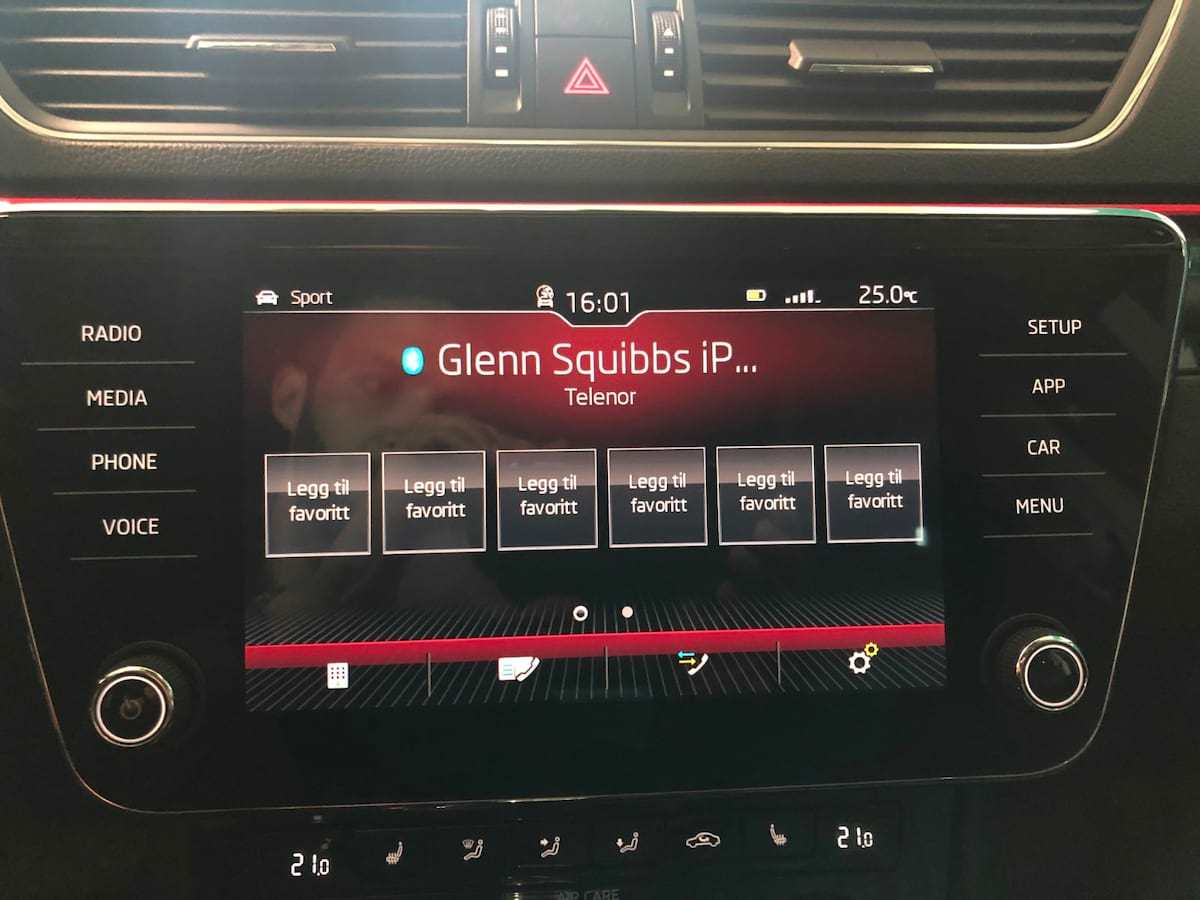 Sport
16:01
25.0°C
RADIO
MEDIA
PHONE
VOICE
Glenn Squibbs iP...
Telenor
Legg til favoritt
Legg til favoritt
Legg til favoritt
Legg til favoritt
Legg til favoritt
Legg til favoritt
SETUP
APP
CAR
MENU
21.0
21.0
AIR CARE